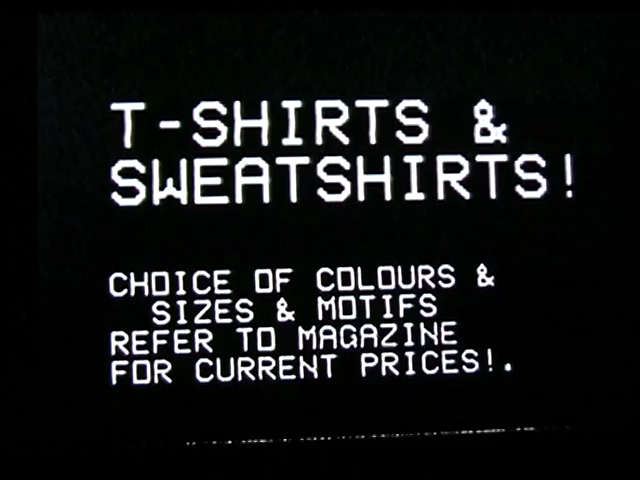 T-SHIRTS &
SWEATSHIRTS!
CHOICE OF COLOURS &
SIZES & MOTIFS
REFER TO MAGAZINE
FOR CURRENT PRICES!.